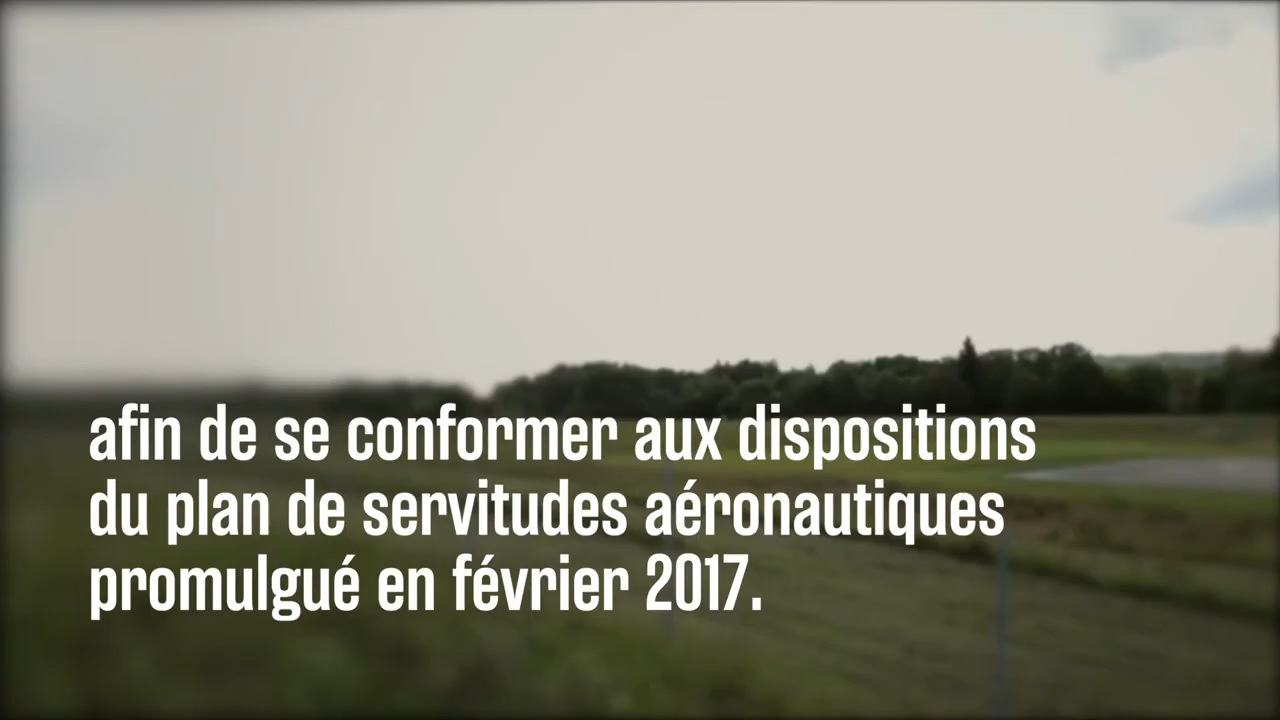 afin de se conformer aux dispositions
du plan de servitudes aéronautiques
promulgué en février 2017.